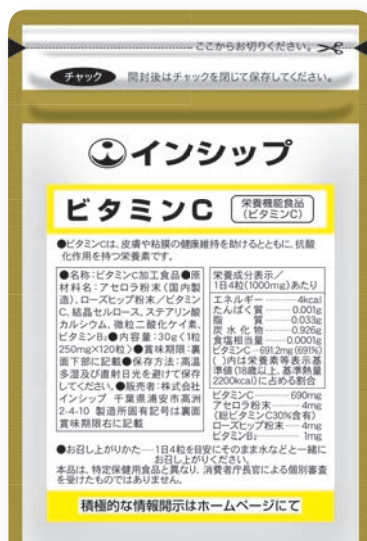 ここからお切りください。
チャック 開封後はチャックを閉じて保存してください。
インシップ
ビタミンC
栄養機能食品
(ビタミンC)
●ビタミンCは、皮膚や粘膜の健康維持を助けるとともに、抗酸
化作用を持つ栄養素です。
●名称:ビタミンC加工食品●原
材料名:アセロラ粉末(国内製
造)、ローズヒップ粉末/ビタミン
C、結晶セルロース、ステアリン酸
カルシウム、微粒二酸化ケイ素、
ビタミンB₂●内容量:30g(1粒
250mg×120粒)●賞味期限:裏
面下部に記載●保存方法:高温
多湿及び直射日光を避けて保存
してください。●販売者:株式会社
インシップ 千葉県浦安市高洲
2-4-10 製造所固有記号は裏面
賞味期限右に記載
栄養成分表示/
1日4粒(1000mg)あたり
エネルギー 4kcal
たんぱく質 0.001g
脂質 0.033g
炭水化物 0.926g
食塩相当量 0.0001g
ビタミンC 691.2mg(691%)
( )内は栄養素等表示基
準値(18歳以上、基準熱量
2200kcal)に占める割合
ビタミンC 690mg
アセロラ粉末 4mg
(総ビタミンC30%含有)
ローズヒップ粉末 4mg
ビタミンB₂ 1mg
●お召し上がりかた……1日4粒を目安にそのまま水などと一緒に
お召し上がりください。
本品は、特定保健用食品と異なり、消費者庁長官による個別審査
を受けたものではありません。
積極的な情報開示はホームページにて